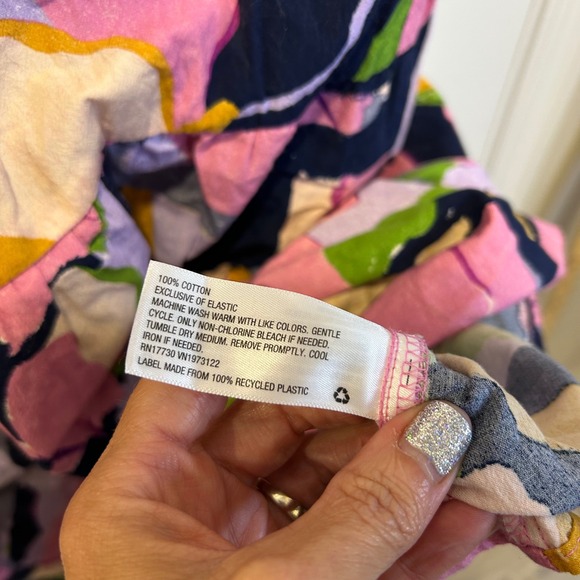 100% COTTON
EXCLUSIVE OF ELASTIC
MACHINE WASH WARM WITH LIKE COLORS. GENTLE
CYCLE. ONLY NON-CHLORINE BLEACH IF NEEDED.
TUMBLE DRY MEDIUM. REMOVE PROMPTLY. COOL
IRON IF NEEDED.
RN17730 VN1973122
LABEL MADE FROM 100% RECYCLED PLASTIC